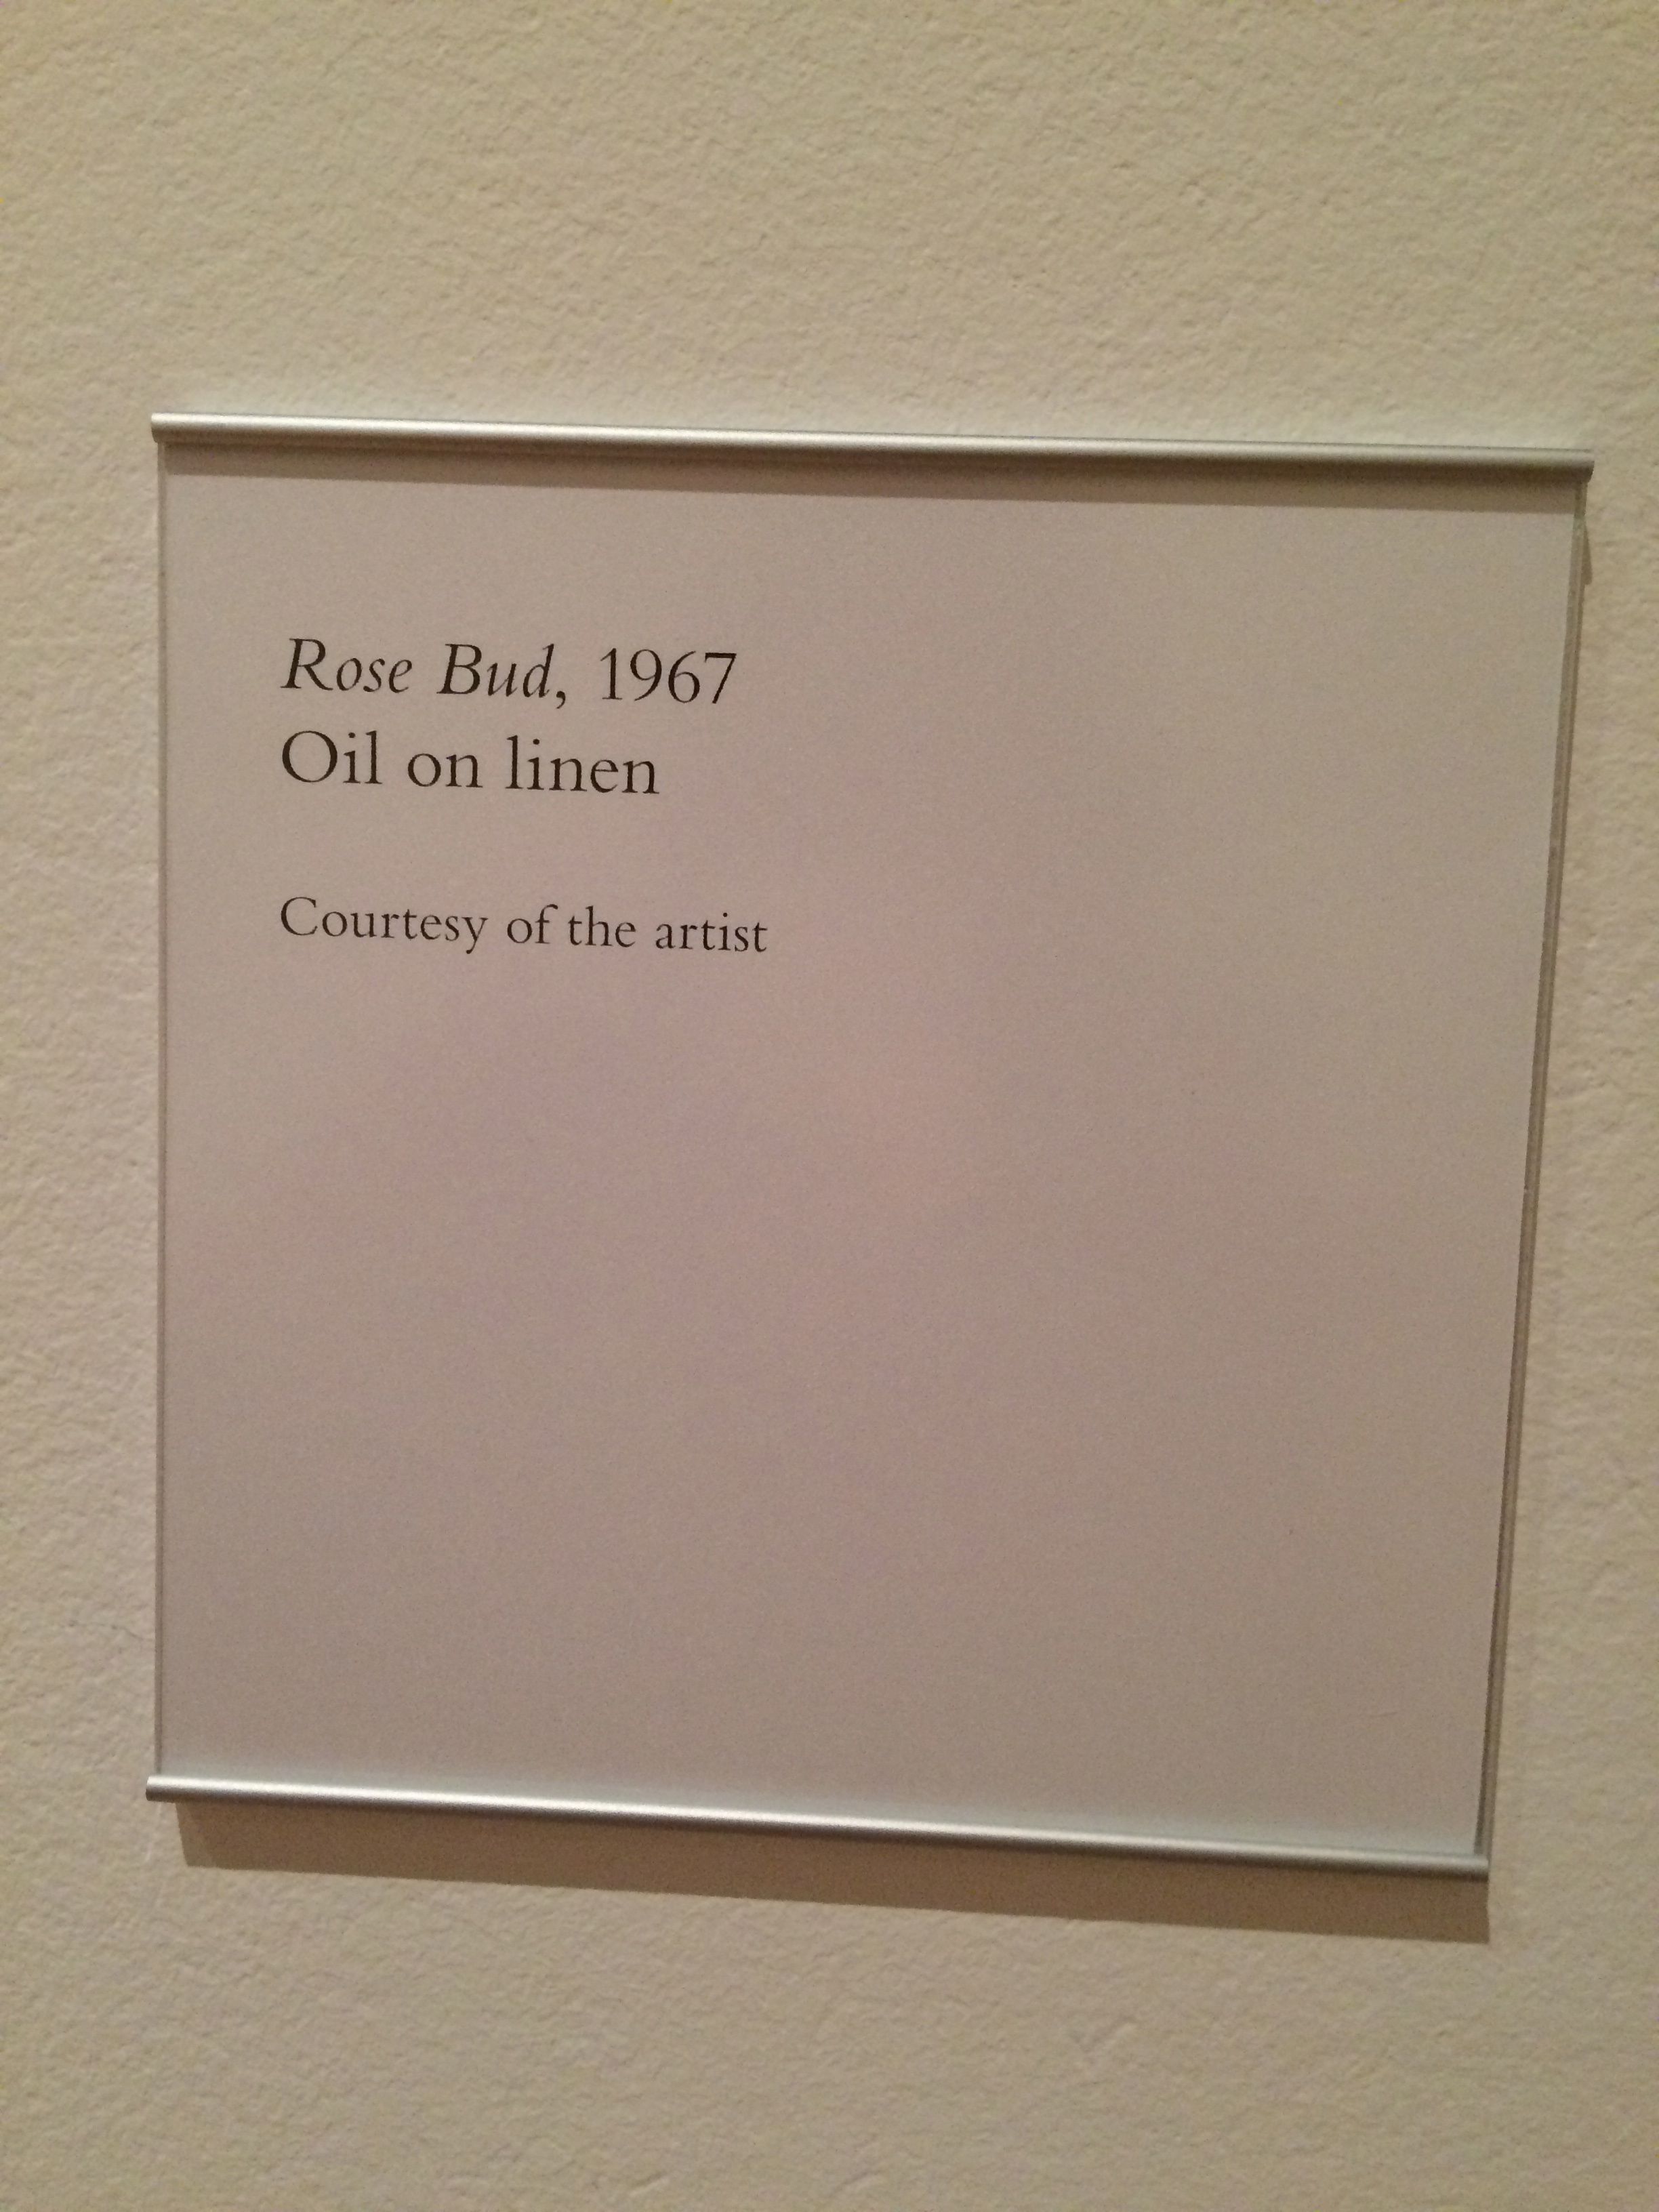 Rose Bud, 1967
Oil on linen
Courtesy of the artist